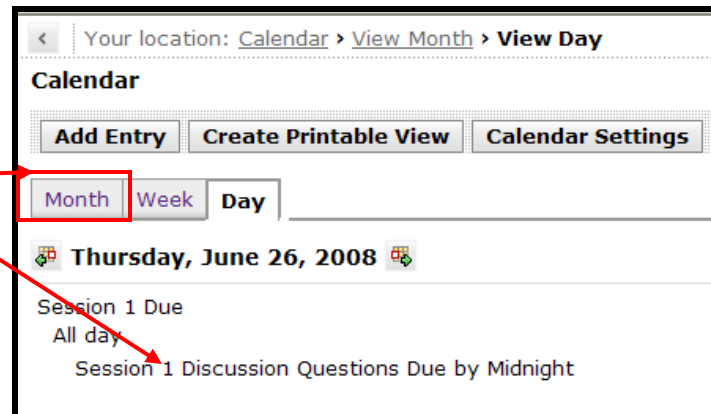 Your location: Calendar › View Month › View Day
Calendar
Add Entry Create Printable View Calendar Settings
Month Week Day
Thursday, June 26, 2008
Session 1 Due
All day
Session 1 Discussion Questions Due by Midnight